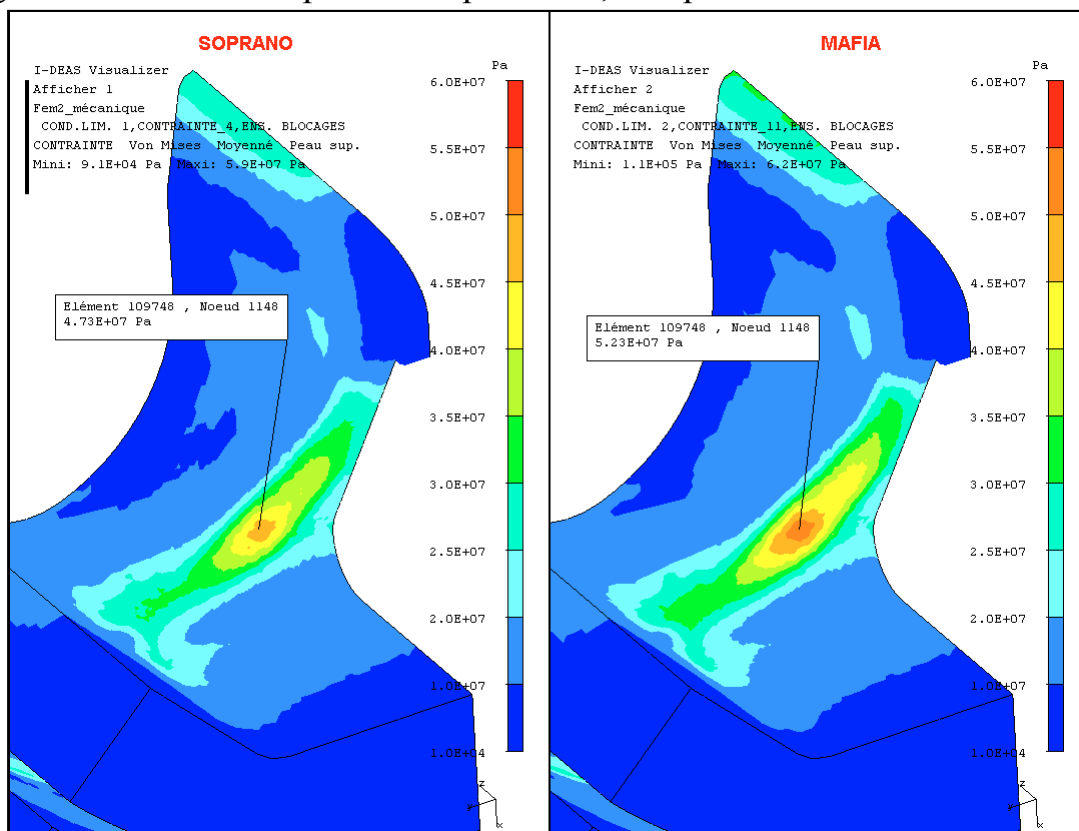 SOPRANO
I-DEAS Visualizer
Afficher 1
Fem2_mécanique
COND.LIM. 1,CONTRAINTE_4,ENS. BLOCAGES
CONTRAINTE Von Mises Moyenné Peau sup.
Mini: 9.1E+04 Pa Maxi: 5.9E+07 Pa
Elément 109748 , Noeud 1148
4.73E+07 Pa
Pa
6.0E+07
5.5E+07
5.0E+07
4.5E+07
4.0E+07
3.5E+07
3.0E+07
2.5E+07
2.0E+07
1.0E+07
1.0E+04
z
y
x
MAFIA
I-DEAS Visualizer
Afficher 2
Fem2_mécanique
COND.LIM. 2,CONTRAINTE_11,ENS. BLOCAGES
CONTRAINTE Von Mises Moyenné Peau sup.
Mini: 1.1E+05 Pa Maxi: 6.2E+07 Pa
Elément 109748 , Noeud 1148
5.23E+07 Pa
Pa
6.0E+07
5.5E+07
5.0E+07
4.5E+07
4.0E+07
3.5E+07
3.0E+07
2.5E+07
2.0E+07
1.0E+07
1.0E+04
z
y
x